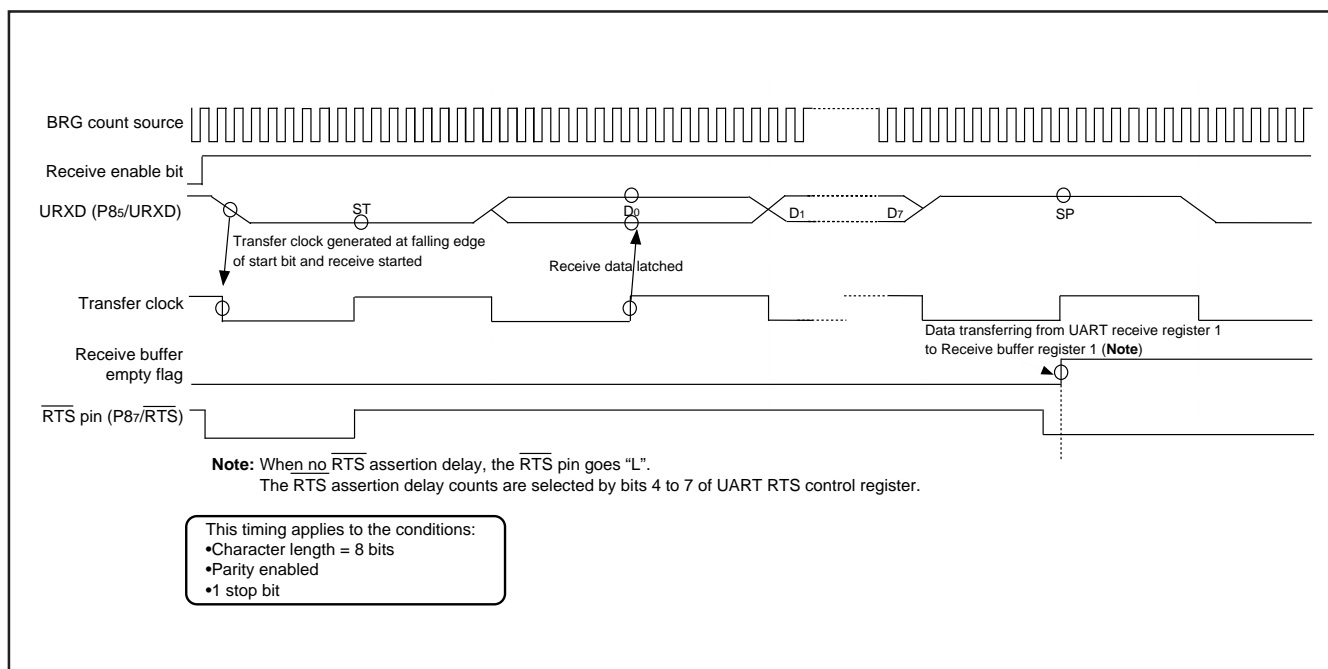 BRG count source
Receive enable bit
URXD (P85/URXD)
ST
D0
D1
D7
SP
Transfer clock generated at falling edge
of start bit and receive started
Receive data latched
Transfer clock
Data transferring from UART receive register 1
to Receive buffer register 1 (Note)
Receive buffer
empty flag
RTS pin (P87/RTS)
Note: When no RTS assertion delay, the RTS pin goes “L”.
The RTS assertion delay counts are selected by bits 4 to 7 of UART RTS control register.
This timing applies to the conditions:
•Character length = 8 bits
•Parity enabled
•1 stop bit